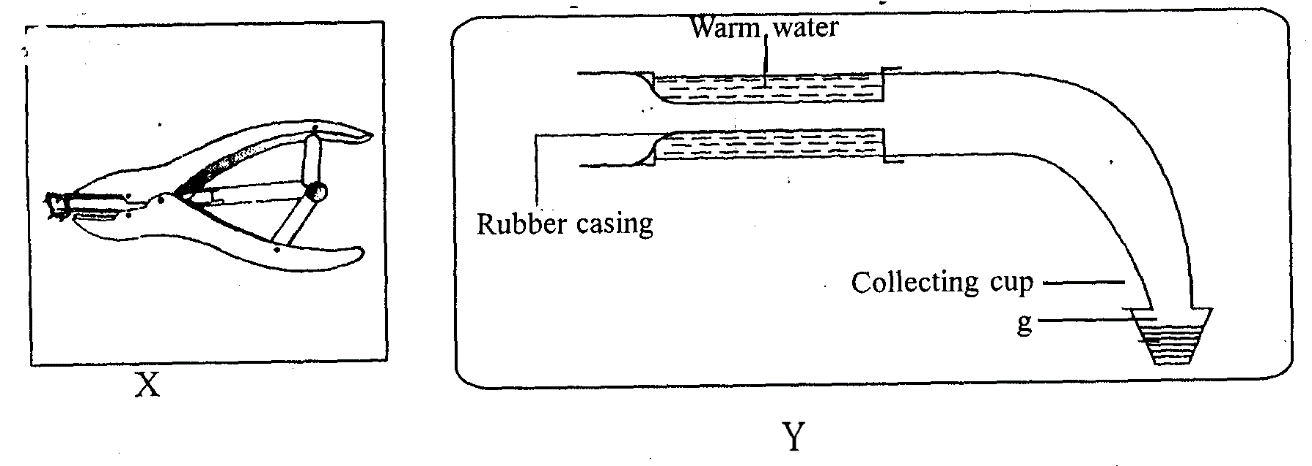 Warm water
Rubber casing
Collecting cup
g
X
Y